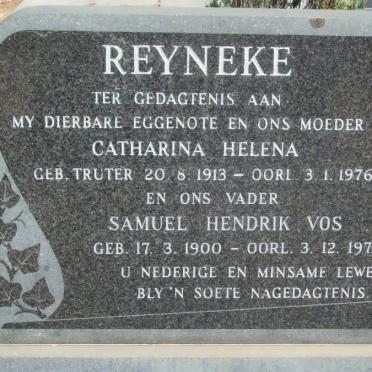 REYNEKE
TER GEDAGTENIS AAN
MY DIERBARE EGGENOTE EN ONS MOEDER
CATHARINA HELENA
GEB. TRUTER 20. 8. 1913 – OORL. 3. 1. 1976
EN ONS VADER
SAMUEL HENDRIK VOS
GEB. 17. 3. 1900 – OORL. 3. 12. 197
U NEDERIGE EN MINSAME LEWE
BLY 'N SOETE NAGEDAGTENIS.